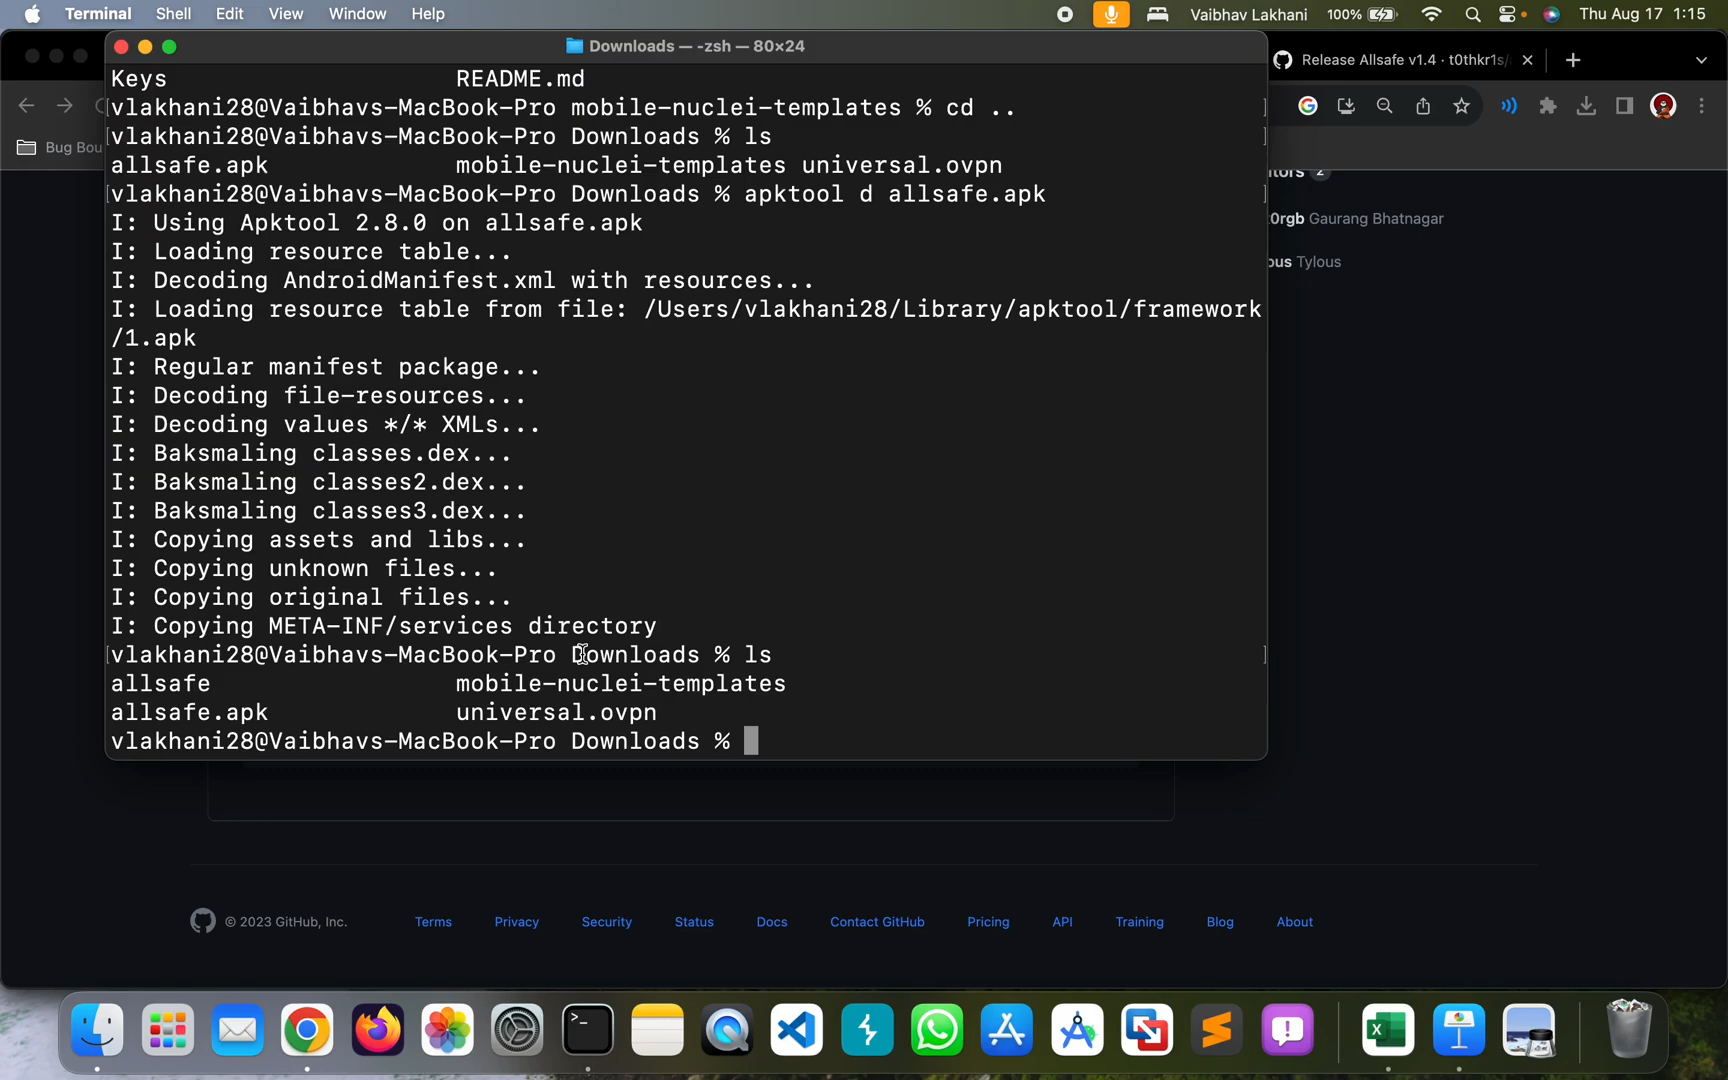 Terminal Shell Edit View Window Help Vaibhav Lakhani 100% Thu Aug 17 1:15
Downloads — -zsh — 80×24
Release Allsafe v1.4 · t0thkr1s/
Bug Bou
Keys README.md
vlakhani28@Vaibhavs-MacBook-Pro mobile-nuclei-templates % cd ..
vlakhani28@Vaibhavs-MacBook-Pro Downloads % ls
allsafe.apk mobile-nuclei-templates universal.ovpn
vlakhani28@Vaibhavs-MacBook-Pro Downloads % apktool d allsafe.apk
I: Using Apktool 2.8.0 on allsafe.apk
I: Loading resource table...
I: Decoding AndroidManifest.xml with resources...
I: Loading resource table from file: /Users/vlakhani28/Library/apktool/framework
/1.apk
I: Regular manifest package...
I: Decoding file-resources...
I: Decoding values */* XMLs...
I: Baksmaling classes.dex...
I: Baksmaling classes2.dex...
I: Baksmaling classes3.dex...
I: Copying assets and libs...
I: Copying unknown files...
I: Copying original files...
I: Copying META-INF/services directory
vlakhani28@Vaibhavs-MacBook-Pro Downloads % ls
allsafe mobile-nuclei-templates
allsafe.apk universal.ovpn
vlakhani28@Vaibhavs-MacBook-Pro Downloads %
tors 2
0rgb Gaurang Bhatnagar
ous Tylous
© 2023 GitHub, Inc. Terms Privacy Security Status Docs Contact GitHub Pricing API Training Blog About